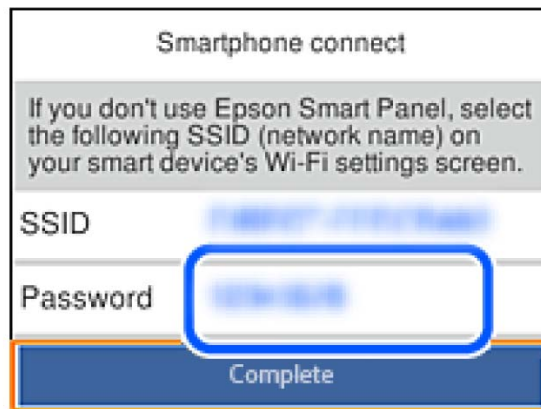 Smartphone connect
If you don't use Epson Smart Panel, select
the following SSID (network name) on
your smart device's Wi-Fi settings screen.
SSID
Password
Complete